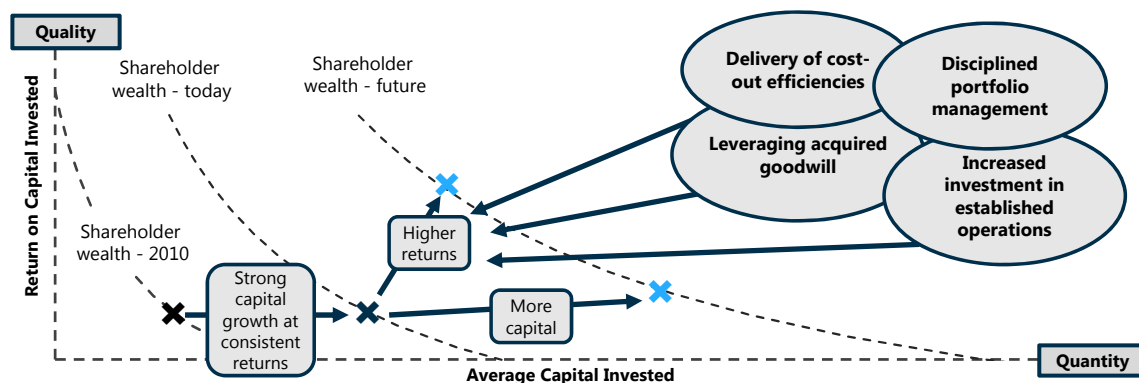 Quality
Return on Capital Invested
Shareholder
wealth - 2010
Shareholder
wealth - today
Shareholder
wealth - future
Strong
capital
growth at
consistent
returns
Higher
returns
More
capital
Delivery of cost-
out efficiencies
Leveraging acquired
goodwill
Disciplined
portfolio
management
Increased
investment in
established
operations
Average Capital Invested
Quantity